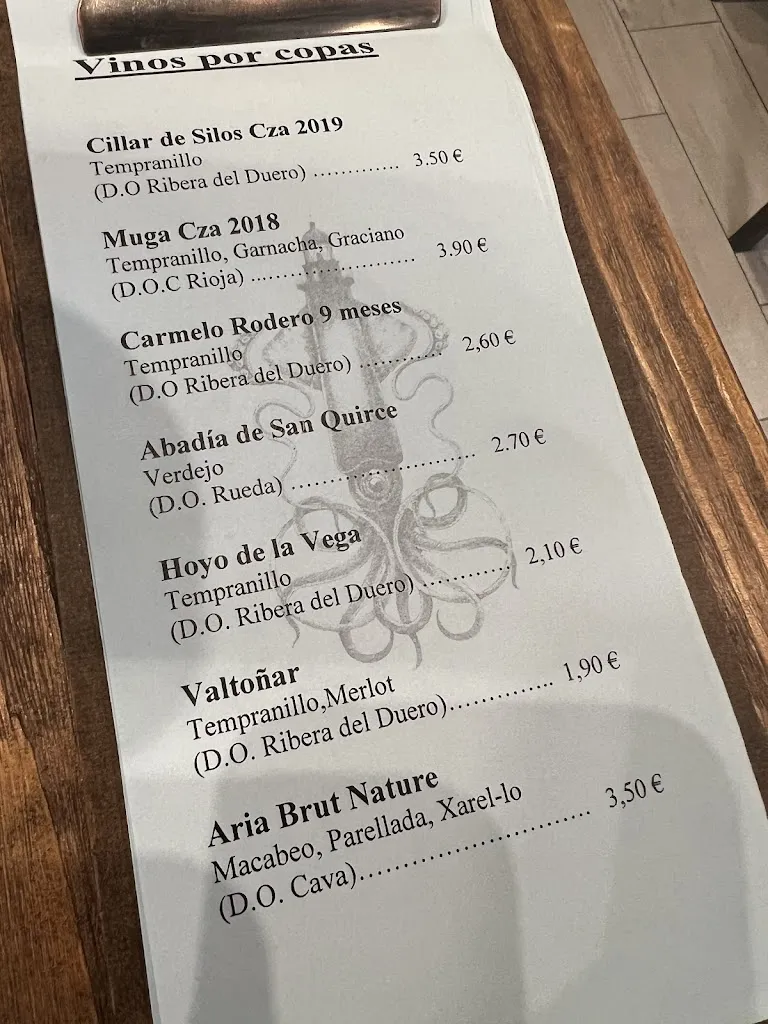 Vinos por copas
Cillar de Silos Cza 2019
Tempranillo
(D.O Ribera del Duero) ............. 3.50 €
Muga Cza 2018
Tempranillo, Garnacha, Graciano
(D.O.C Rioja) ......................... 3.90 €
Carmelo Rodero 9 meses
Tempranillo
(D.O Ribera del Duero) ............. 2,60 €
Abadía de San Quirce
Verdejo
(D.O. Rueda) ............................ 2.70 €
Hoyo de la Vega
Tempranillo
(D.O. Ribera del Duero) ............. 2,10 €
Valtoñar
Tempranillo,Merlot
(D.O. Ribera del Duero).............. 1,90 €
Aria Brut Nature
Macabeo, Parellada, Xarel-lo
(D.O. Cava)............................... 3,50 €